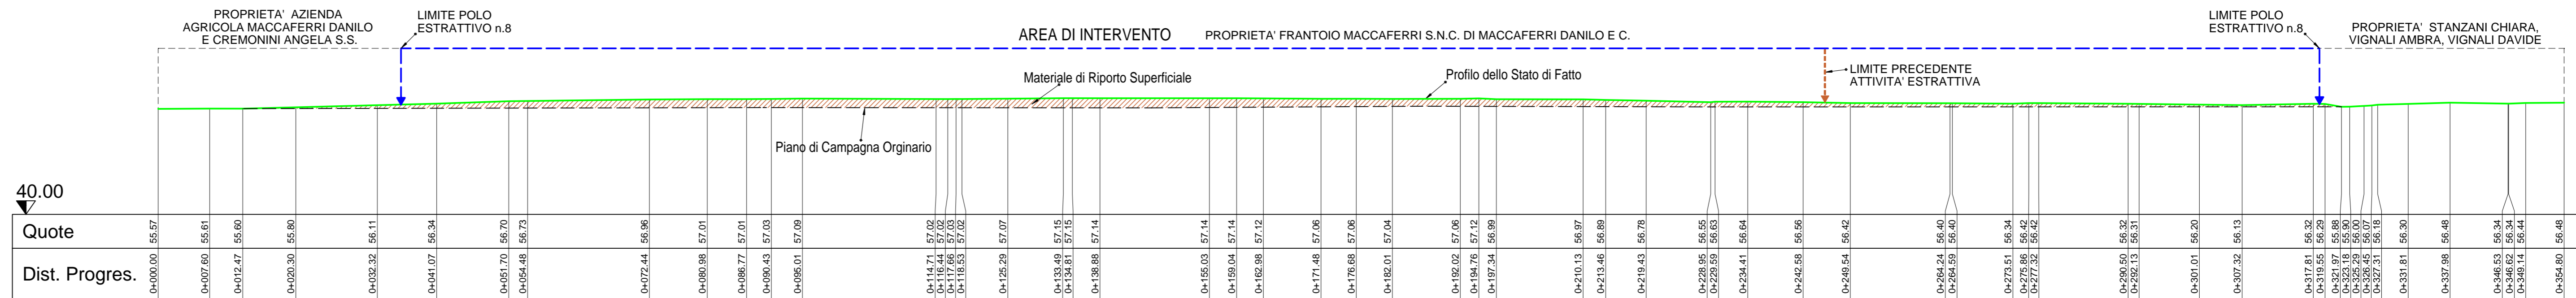 PROPRIETA' AZIENDA
AGRICOLA MACCAFERRI DANILO
E CREMONINI ANGELA S.S.
LIMITE POLO
ESTRATTIVO n.8
AREA DI INTERVENTO
PROPRIETA' FRANTOIO MACCAFERRI S.N.C. DI MACCAFERRI DANILO E C.
LIMITE POLO
ESTRATTIVO n.8
PROPRIETA' STANZANI CHIARA,
VIGNALI AMBRA, VIGNALI DAVIDE
Materiale di Riporto Superficiale
Profilo dello Stato di Fatto
LIMITE PRECEDENTE
ATTIVITA' ESTRATTIVA
Piano di Campagna Orginario
40.00
Quote 55.57 55.61 55.60 55.80 56.11 56.34 56.70 56.73 56.96 57.01 57.01 57.03 57.09 57.02 57.02 57.03 57.02 57.07 57.15 57.15 57.14 57.14 57.14 57.12 57.06 57.06 57.04 57.06 57.12 56.99 56.97 56.89 56.78 56.55 56.63 56.64 56.56 56.42 56.40 56.40 56.34 56.42 56.42 56.32 56.31 56.20 56.13 56.32 56.29 55.88 55.90 56.00 56.07 56.18 56.30 56.48 56.34 56.34 56.44 56.48
Dist. Progres. 0+000.00 0+007.60 0+012.47 0+020.30 0+032.32 0+041.07 0+051.70 0+054.48 0+072.44 0+080.98 0+086.77 0+090.43 0+095.01 0+114.71 0+116.44 0+117.66 0+118.53 0+125.29 0+133.49 0+134.81 0+138.88 0+155.03 0+159.04 0+162.98 0+171.48 0+176.68 0+182.01 0+192.02 0+194.76 0+197.34 0+210.13 0+213.46 0+219.43 0+228.95 0+229.59 0+234.41 0+242.58 0+249.54 0+264.24 0+264.59 0+273.51 0+275.86 0+277.32 0+290.50 0+292.13 0+301.01 0+307.32 0+317.81 0+319.55 0+321.97 0+323.18 0+325.29 0+326.45 0+327.31 0+331.81 0+337.98 0+346.53 0+346.62 0+349.14 0+354.80